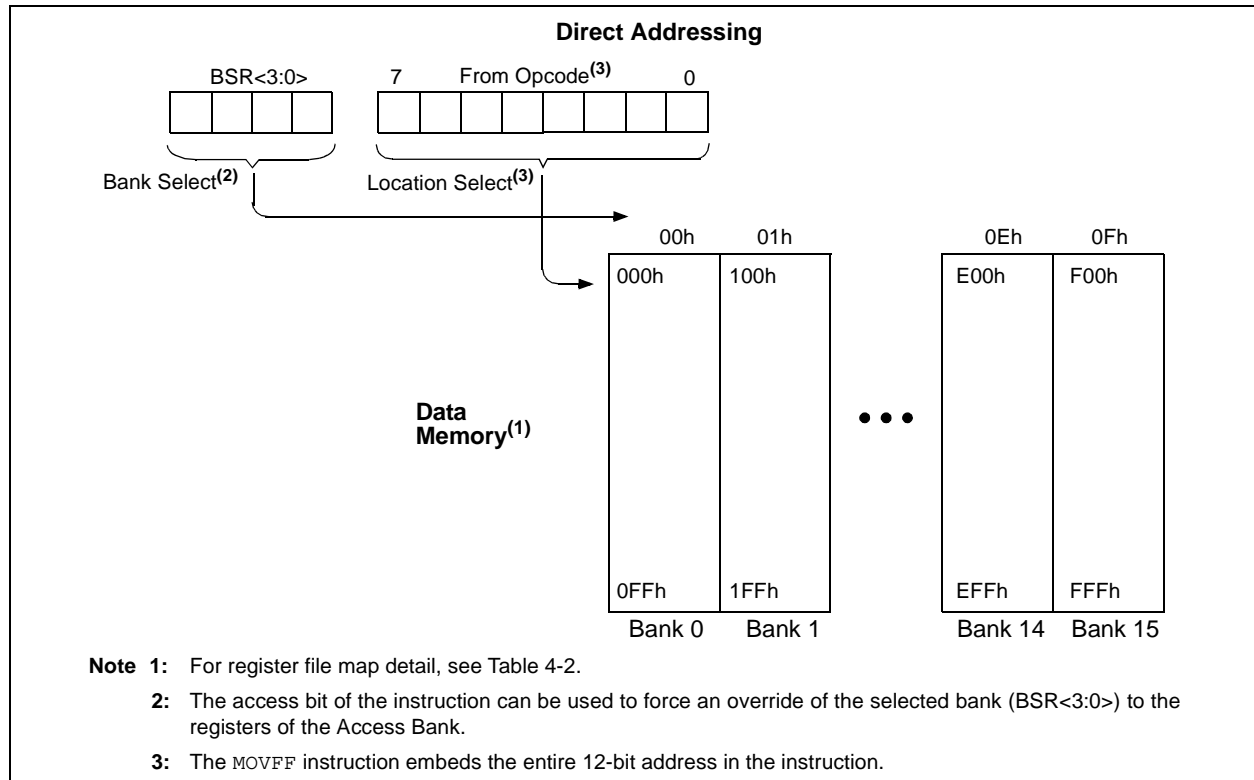 Direct Addressing
BSR<3:0>
7 From Opcode(3) 0
Bank Select(2)
Location Select(3)
00h 01h 0Eh 0Fh
000h 100h E00h F00h
Data
Memory(1)
0FFh 1FFh EFFh FFFh
Bank 0 Bank 1 Bank 14 Bank 15
Note 1: For register file map detail, see Table 4-2.
2: The access bit of the instruction can be used to force an override of the selected bank (BSR<3:0>) to the
registers of the Access Bank.
3: The MOVFF instruction embeds the entire 12-bit address in the instruction.